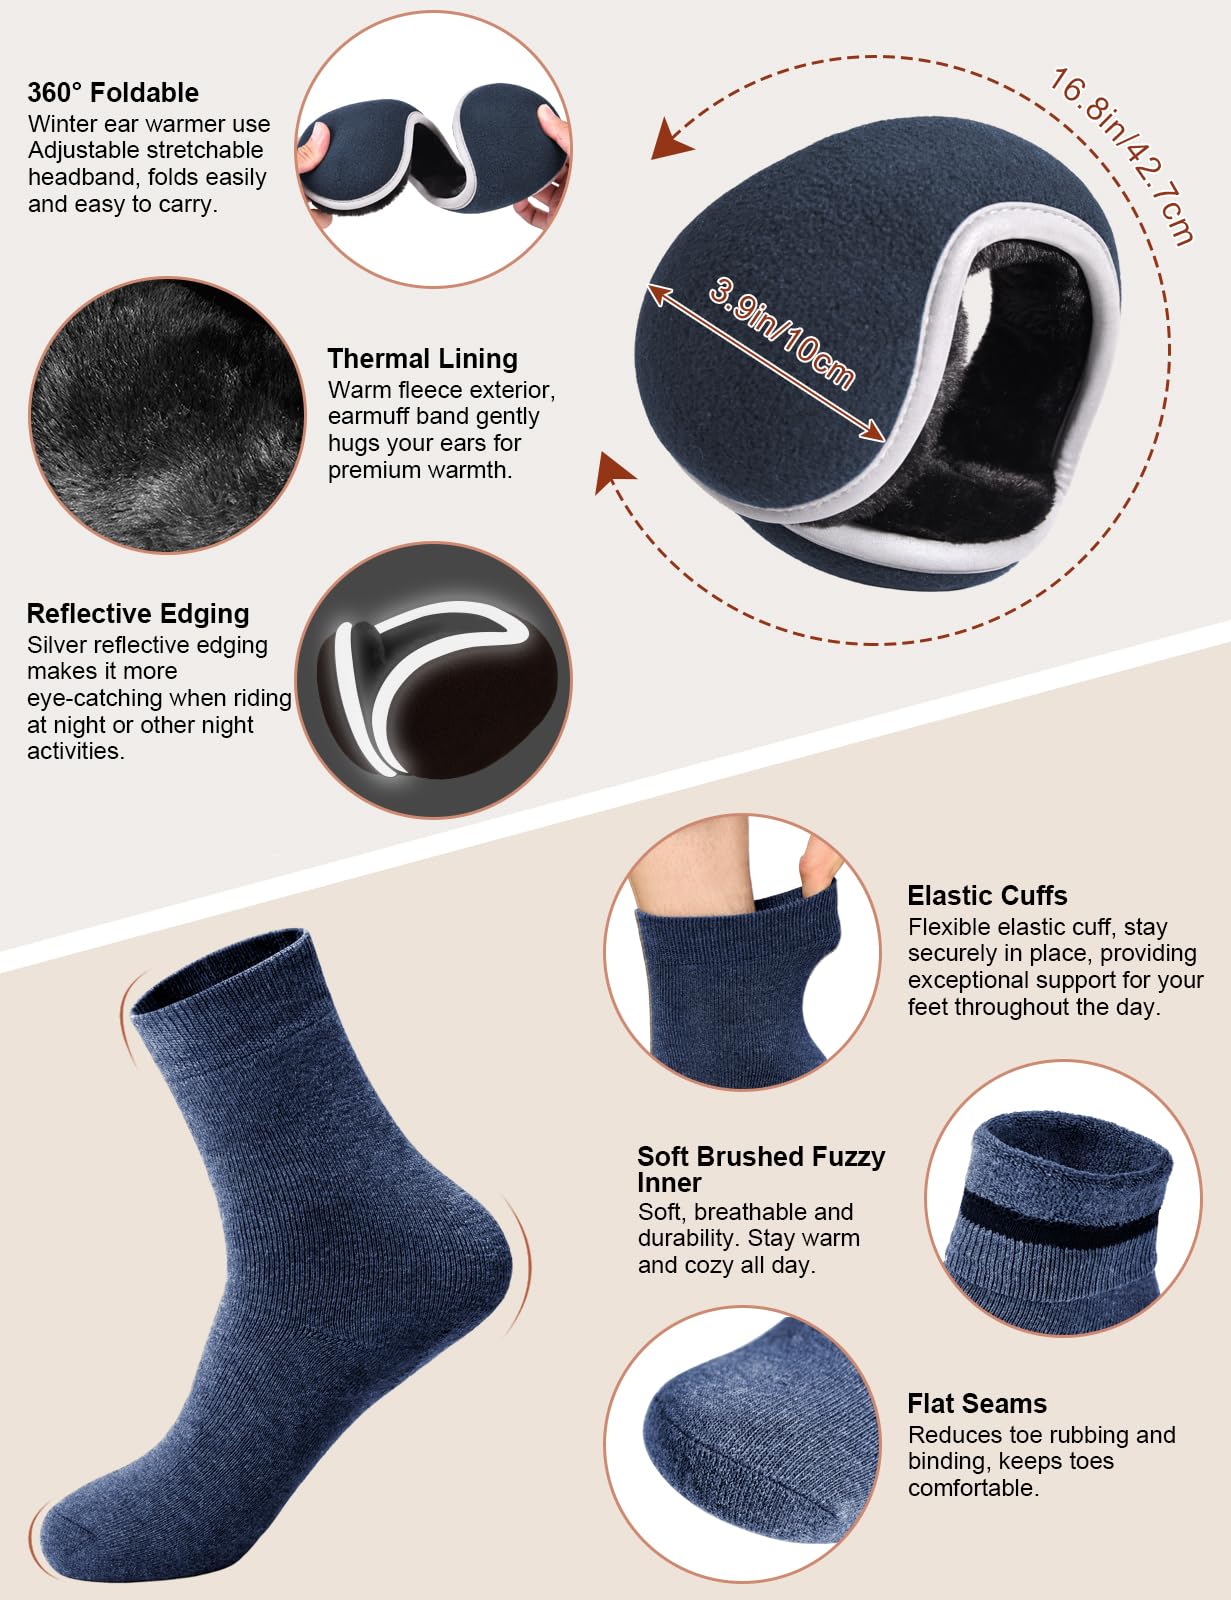 360° Foldable
Winter ear warmer use
Adjustable stretchable
headband, folds easily
and easy to carry.
16.8in/42.7cm
3.9in/10cm
Thermal Lining
Warm fleece exterior,
earmuff band gently
hugs your ears for
premium warmth.
Reflective Edging
Silver reflective edging
makes it more
eye-catching when riding
at night or other night
activities.
Elastic Cuffs
Flexible elastic cuff, stay
securely in place, providing
exceptional support for your
feet throughout the day.
Soft Brushed Fuzzy
Inner
Soft, breathable and
durability. Stay warm
and cozy all day.
Flat Seams
Reduces toe rubbing and
binding, keeps toes
comfortable.